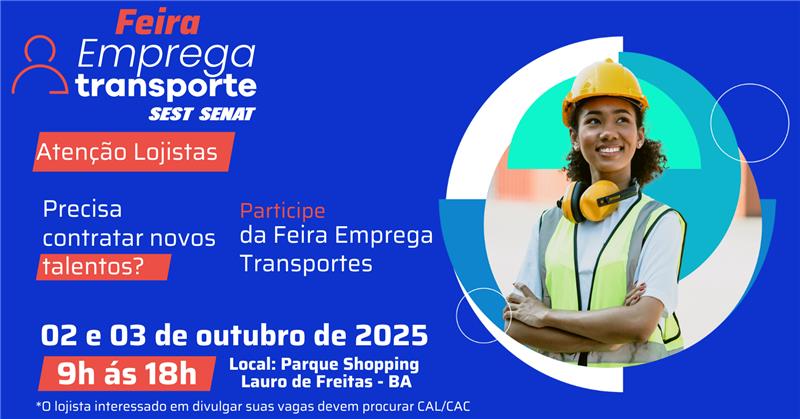 Feira
Emprega
transporte
SEST SENAT
Atenção Lojistas
Precisa
contratar novos
talentos?
Participe
da Feira Emprega
Transportes
02 e 03 de outubro de 2025
9h ás 18h
Local: Parque Shopping
Lauro de Freitas - BA
*O lojista interessado em divulgar suas vagas devem procurar CAL/CAC